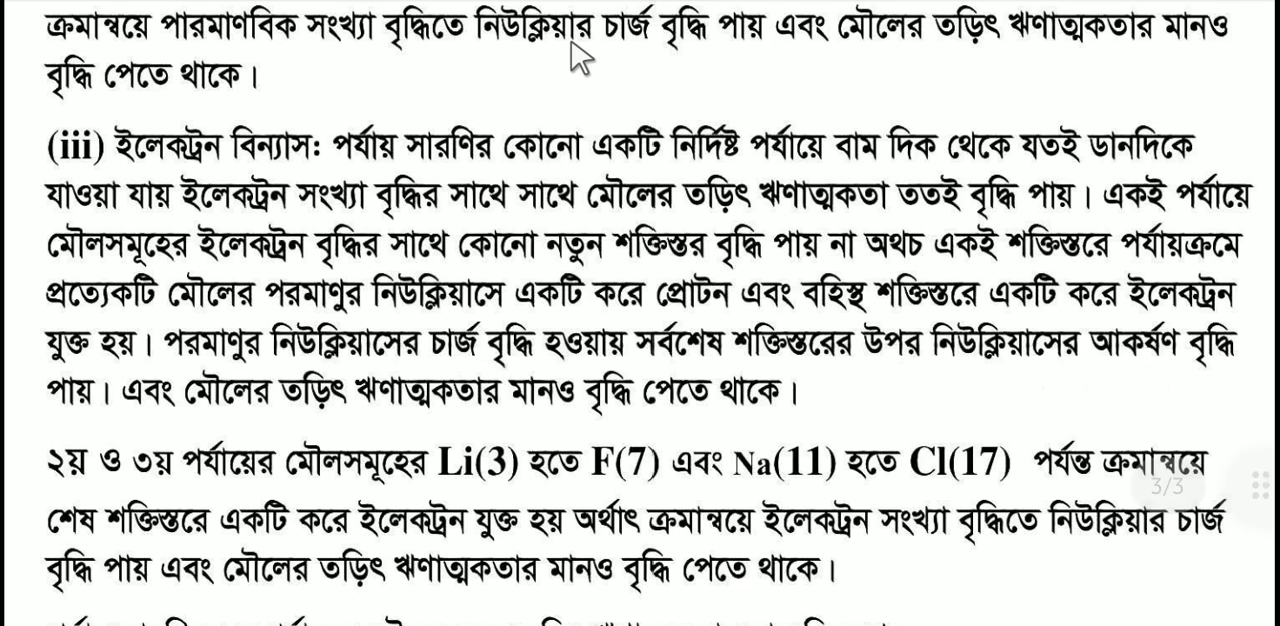 ক্রমান্বয়ে পারমাণবিক সংখ্যা বৃদ্ধিতে নিউক্লিয়ার চার্জ বৃদ্ধি পায় এবং মৌলের তড়িৎ ঋণাত্মকতার মানও
বৃদ্ধি পেতে থাকে।
(iii) ইলেকট্রন বিন্যাসঃ পর্যায় সারণির কোনো একটি নির্দিষ্ট পর্যায়ে বাম দিক থেকে যতই ডানদিকে
যাওয়া যায় ইলেকট্রন সংখ্যা বৃদ্ধির সাথে সাথে মৌলের তড়িৎ ঋণাত্মকতা ততই বৃদ্ধি পায়। একই পর্যায়ে
মৌলসমূহের ইলেকট্রন বৃদ্ধির সাথে কোনো নতুন শক্তিস্তর বৃদ্ধি পায় না অথচ একই শক্তিস্তরে পর্যায়ক্রমে
প্রত্যেকটি মৌলের পরমাণুর নিউক্লিয়াসে একটি করে প্রোটন এবং বহিস্থ শক্তিস্তরে একটি করে ইলেকট্রন
যুক্ত হয়। পরমাণুর নিউক্লিয়াসের চার্জ বৃদ্ধি হওয়ায় সর্বশেষ শক্তিস্তরের উপর নিউক্লিয়াসের আকর্ষণ বৃদ্ধি
পায়। এবং মৌলের তড়িৎ ঋণাত্মকতার মানও বৃদ্ধি পেতে থাকে।
২য় ও ৩য় পর্যায়ের মৌলসমূহের Li(3) হতে F(7) এবং Na(11) হতে Cl(17) পর্যন্ত ক্রমান্বয়ে
3/3
শেষ শক্তিস্তরে একটি করে ইলেকট্রন যুক্ত হয় অর্থাৎ ক্রমান্বয়ে ইলেকট্রন সংখ্যা বৃদ্ধিতে নিউক্লিয়ার চার্জ
বৃদ্ধি পায় এবং মৌলের তড়িৎ ঋণাত্মকতার মানও বৃদ্ধি পেতে থাকে।